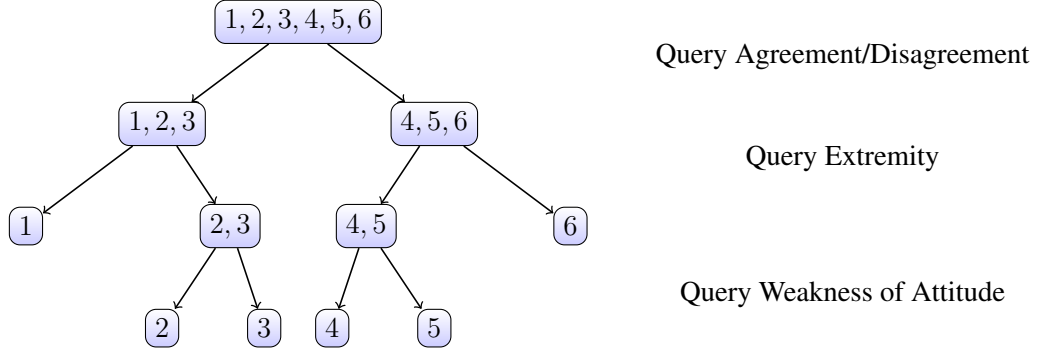 1, 2, 3, 4, 5, 6
Query Agreement/Disagreement
1, 2, 3
4, 5, 6
Query Extremity
1
2, 3
4, 5
6
Query Weakness of Attitude
2
3
4
5